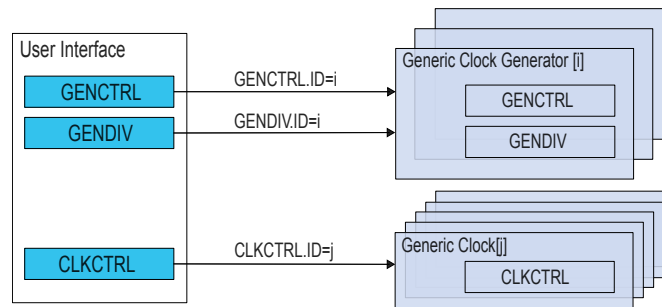 User Interface
GENCTRL
GENDIV
CLKCTRL
GENCTRL.ID=i
GENDIV.ID=i
CLKCTRL.ID=j
Generic Clock Generator [i]
GENCTRL
GENDIV
Generic Clock[j]
CLKCTRL